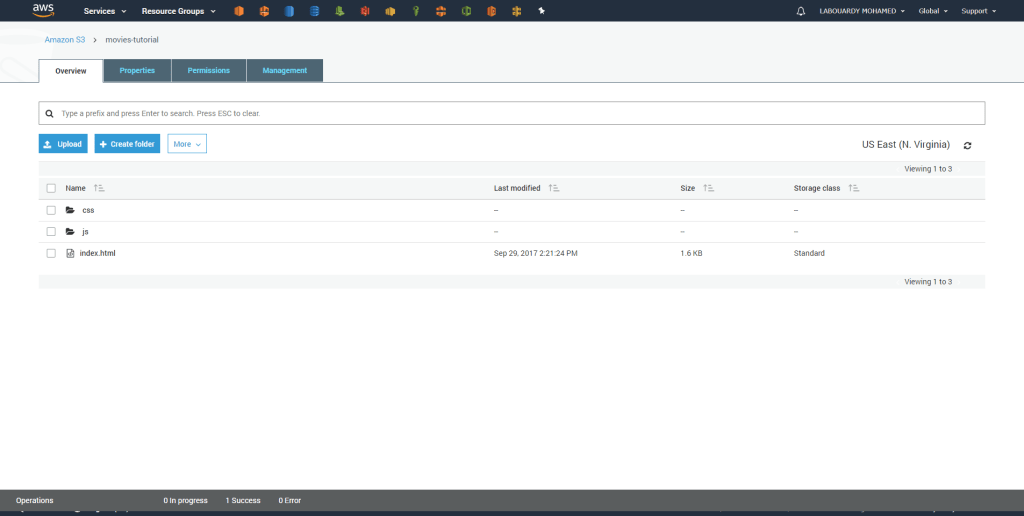 aws Services Resource Groups LABOUARDY MOHAMED Global Support
Amazon S3 > movies-tutorial
Overview Properties Permissions Management
Type a prefix and press Enter to search. Press ESC to clear.
Upload + Create folder More US East (N. Virginia)
Viewing 1 to 3
Name Last modified Size Storage class
css -- -- --
js -- -- --
index.html Sep 29, 2017 2:21:24 PM 1.6 KB Standard
Viewing 1 to 3
Operations 0 In progress 1 Success 0 Error